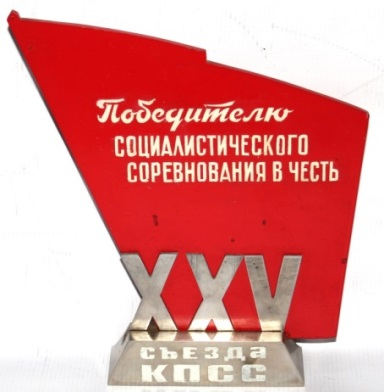 Победителю
СОЦИАЛИСТИЧЕСКОГО
СОРЕВНОВАНИЯ В ЧЕСТЬ
XXV
СЪЕЗДА
КПСС